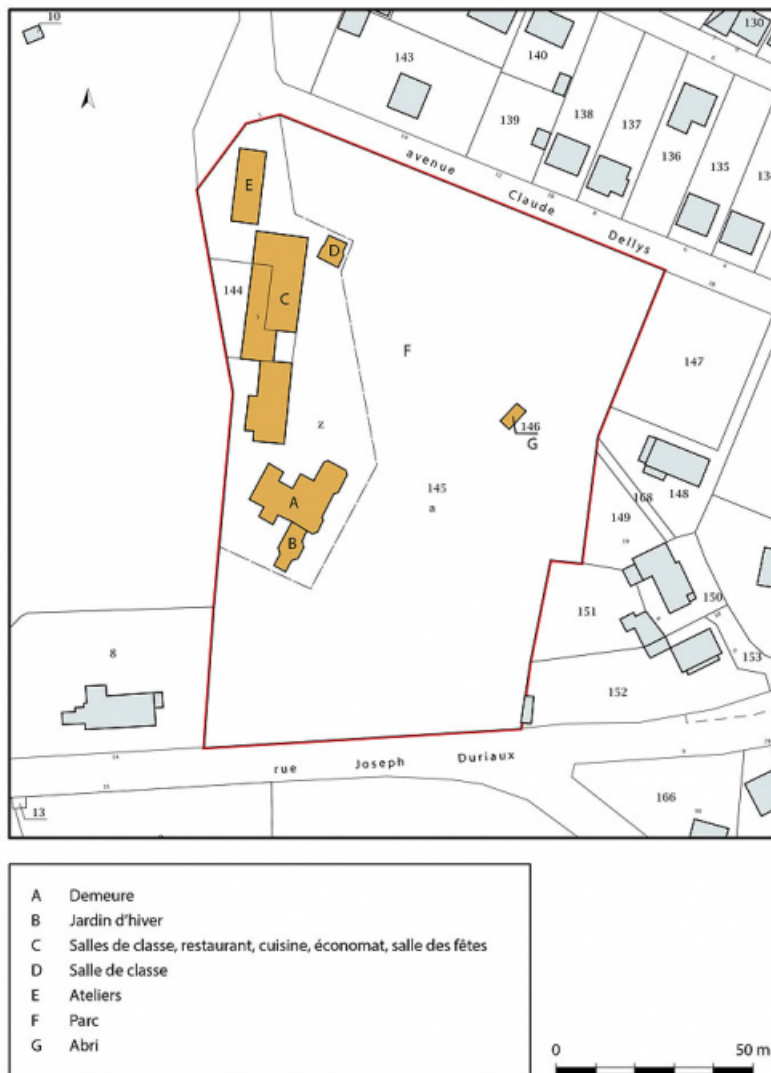 10
130
143
140
139
138
137
136
135
avenue Claude Dellys
E
D
144
C
F
147
z
146
G
145
a
148
168
149
A
B
150
151
153
8
152
rue Joseph Duriaux
13
166
A Demeure
B Jardin d'hiver
C Salles de classe, restaurant, cuisine, économat, salle des fêtes
D Salle de classe
E Ateliers
F Parc
G Abri
0 50 m